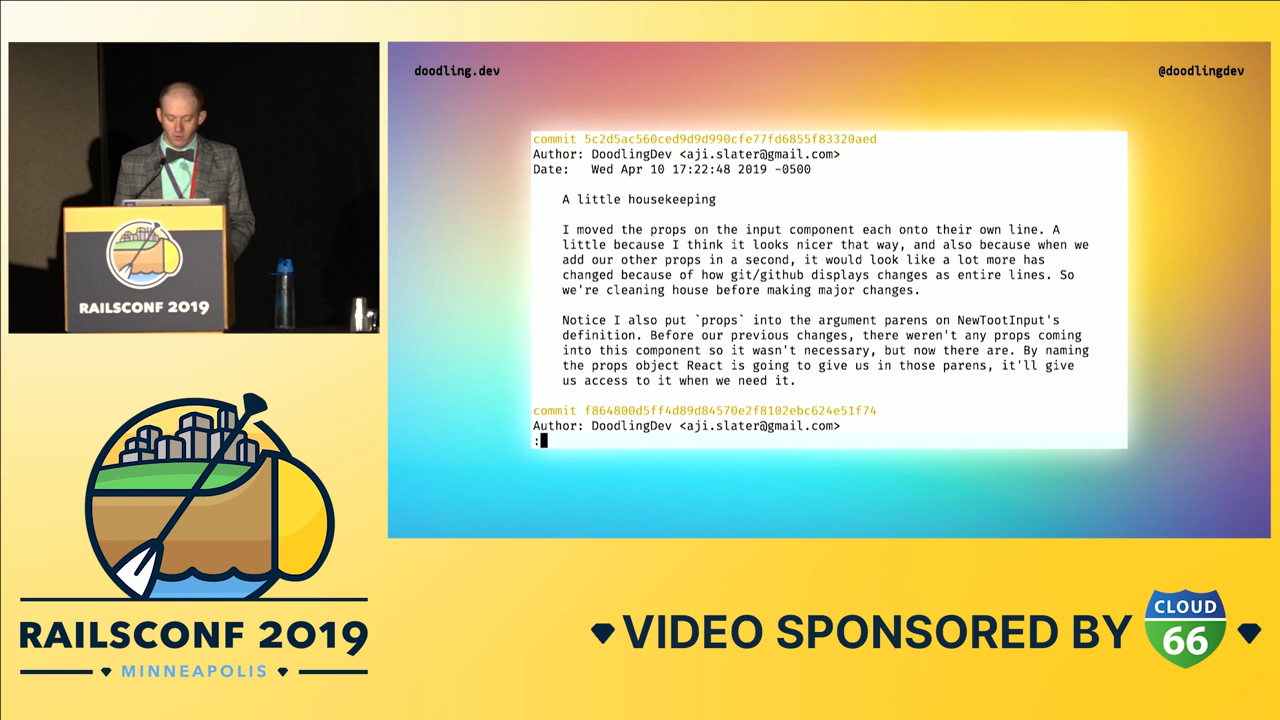 doodling.dev
@doodlingdev
commit 5c2d5ac560ced9d9d990cfe77fd6855f83320aed
Author: DoodlingDev <aji.slater@gmail.com>
Date:   Wed Apr 10 17:22:48 2019 -0500
A little housekeeping
I moved the props on the input component each onto their own line. A
little because I think it looks nicer that way, and also because when we
add our other props in a second, it would look like a lot more has
changed because of how git/github displays changes as entire lines. So
we're cleaning house before making major changes.
Notice I also put `props` into the argument parens on NewTootInput's
definition. Before our previous changes, there weren't any props coming
into this component so it wasn't necessary, but now there are. By naming
the props object React is going to give us in those parens, it'll give
us access to it when we need it.
commit f864800d5ff4d89d84570e2f8102ebc624e51f74
Author: DoodlingDev <aji.slater@gmail.com>
:
RAILSCONF 2019
RAILSCONF 2019
MINNEAPOLIS
VIDEO SPONSORED BY
CLOUD
66